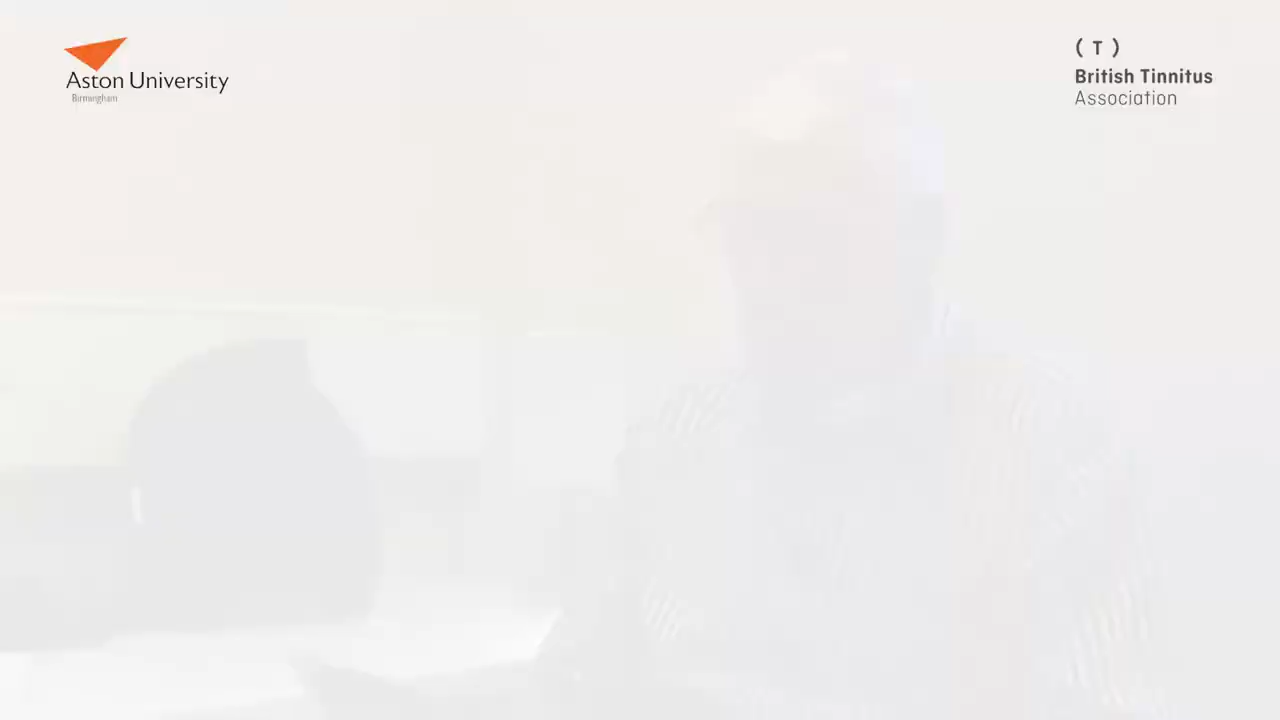 Aston University
Birmingham
( T )
British Tinnitus
Association